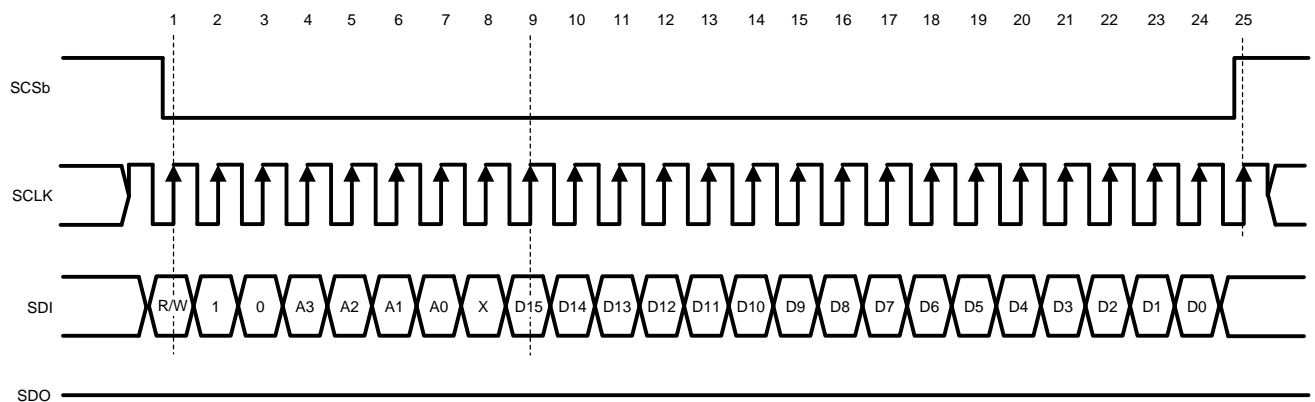 1 2 3 4 5 6 7 8 9 10 11 12 13 14 15 16 17 18 19 20 21 22 23 24 25
SCSb
SCLK
SDI R/W 1 0 A3 A2 A1 A0 X D15 D14 D13 D12 D11 D10 D9 D8 D7 D6 D5 D4 D3 D2 D1 D0
SDO